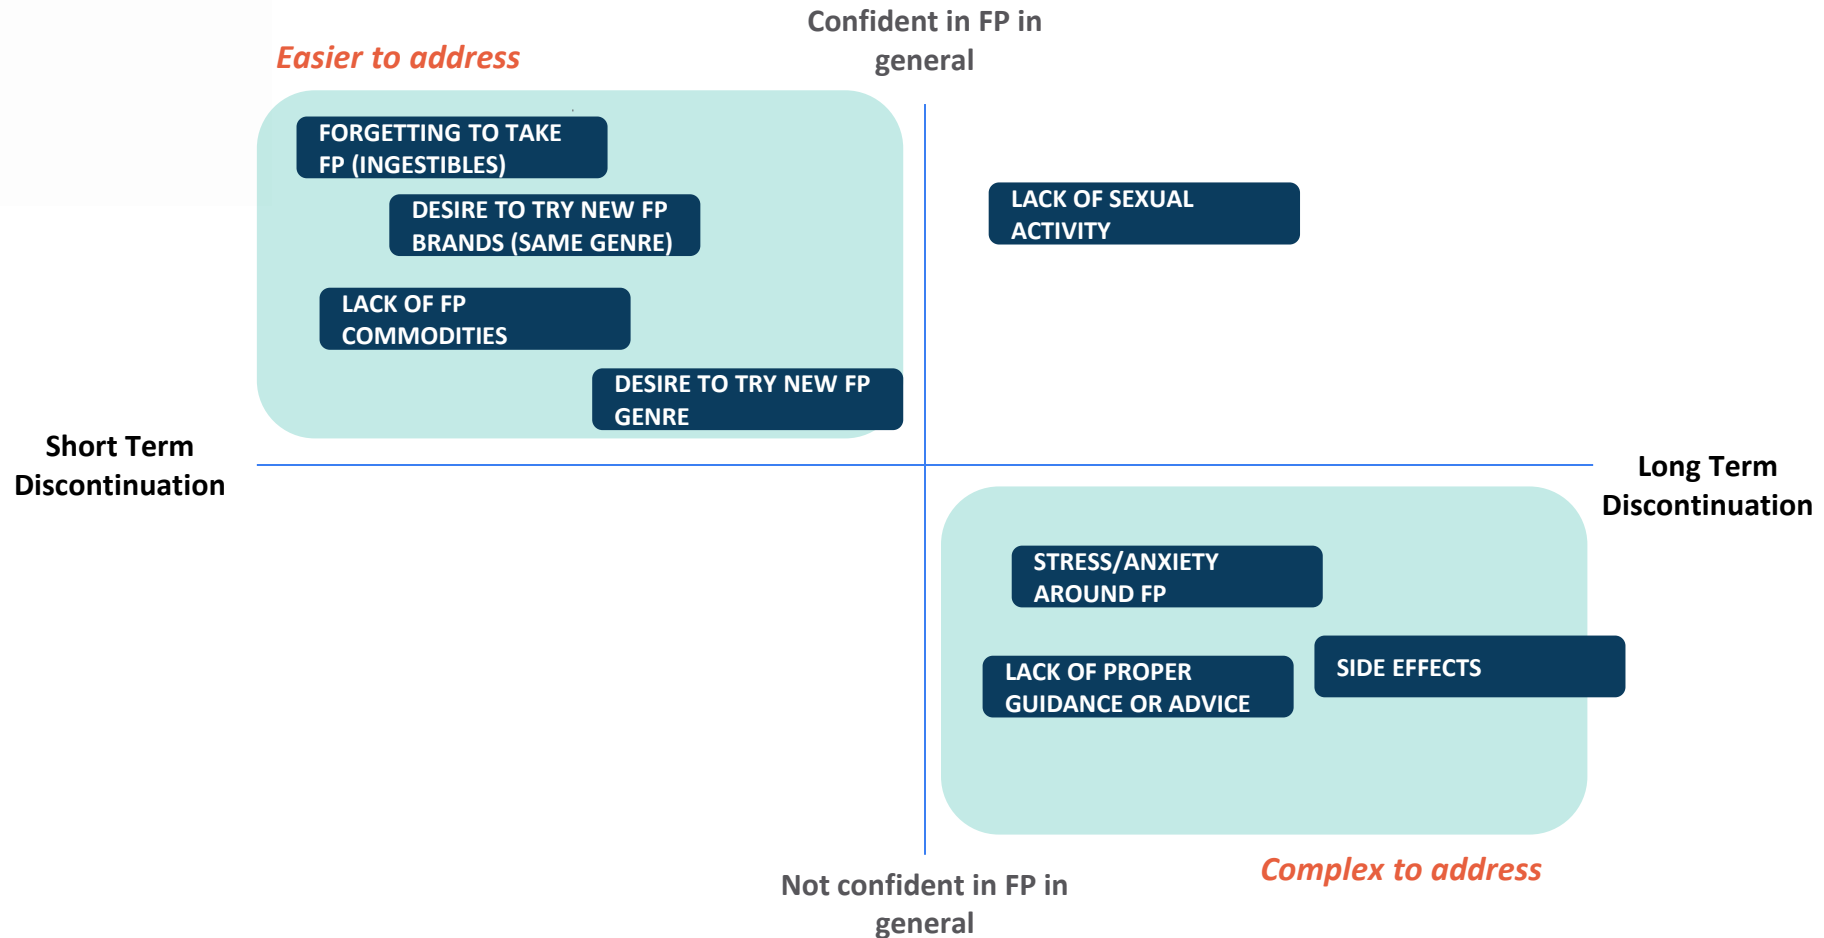 Confident in FP in
general
Easier to address
FORGETTING TO TAKE
FP (INGESTIBLES)
DESIRE TO TRY NEW FP
BRANDS (SAME GENRE)
LACK OF SEXUAL
ACTIVITY
LACK OF FP
COMMODITIES
DESIRE TO TRY NEW FP
GENRE
Short Term
Discontinuation
Long Term
Discontinuation
STRESS/ANXIETY
AROUND FP
LACK OF PROPER
GUIDANCE OR ADVICE
SIDE EFFECTS
Complex to address
Not confident in FP in
general